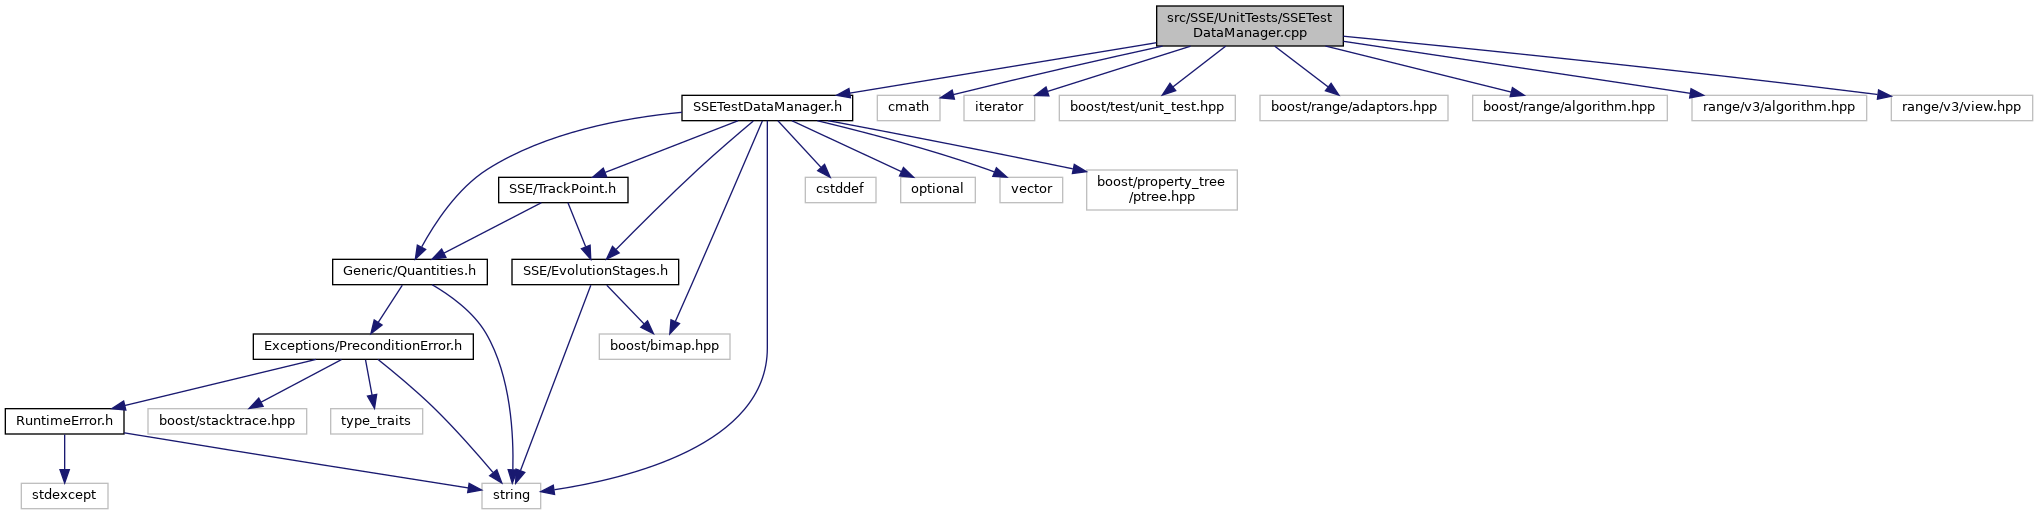 src/SSE/UnitTests/SSETest
DataManager.cpp
SSETestDataManager.h
cmath
iterator
boost/test/unit_test.hpp
boost/range/adaptors.hpp
boost/range/algorithm.hpp
range/v3/algorithm.hpp
range/v3/view.hpp
SSE/TrackPoint.h
cstddef
optional
vector
boost/property_tree
/ptree.hpp
Generic/Quantities.h
SSE/EvolutionStages.h
Exceptions/PreconditionError.h
boost/bimap.hpp
RuntimeError.h
boost/stacktrace.hpp
type_traits
stdexcept
string